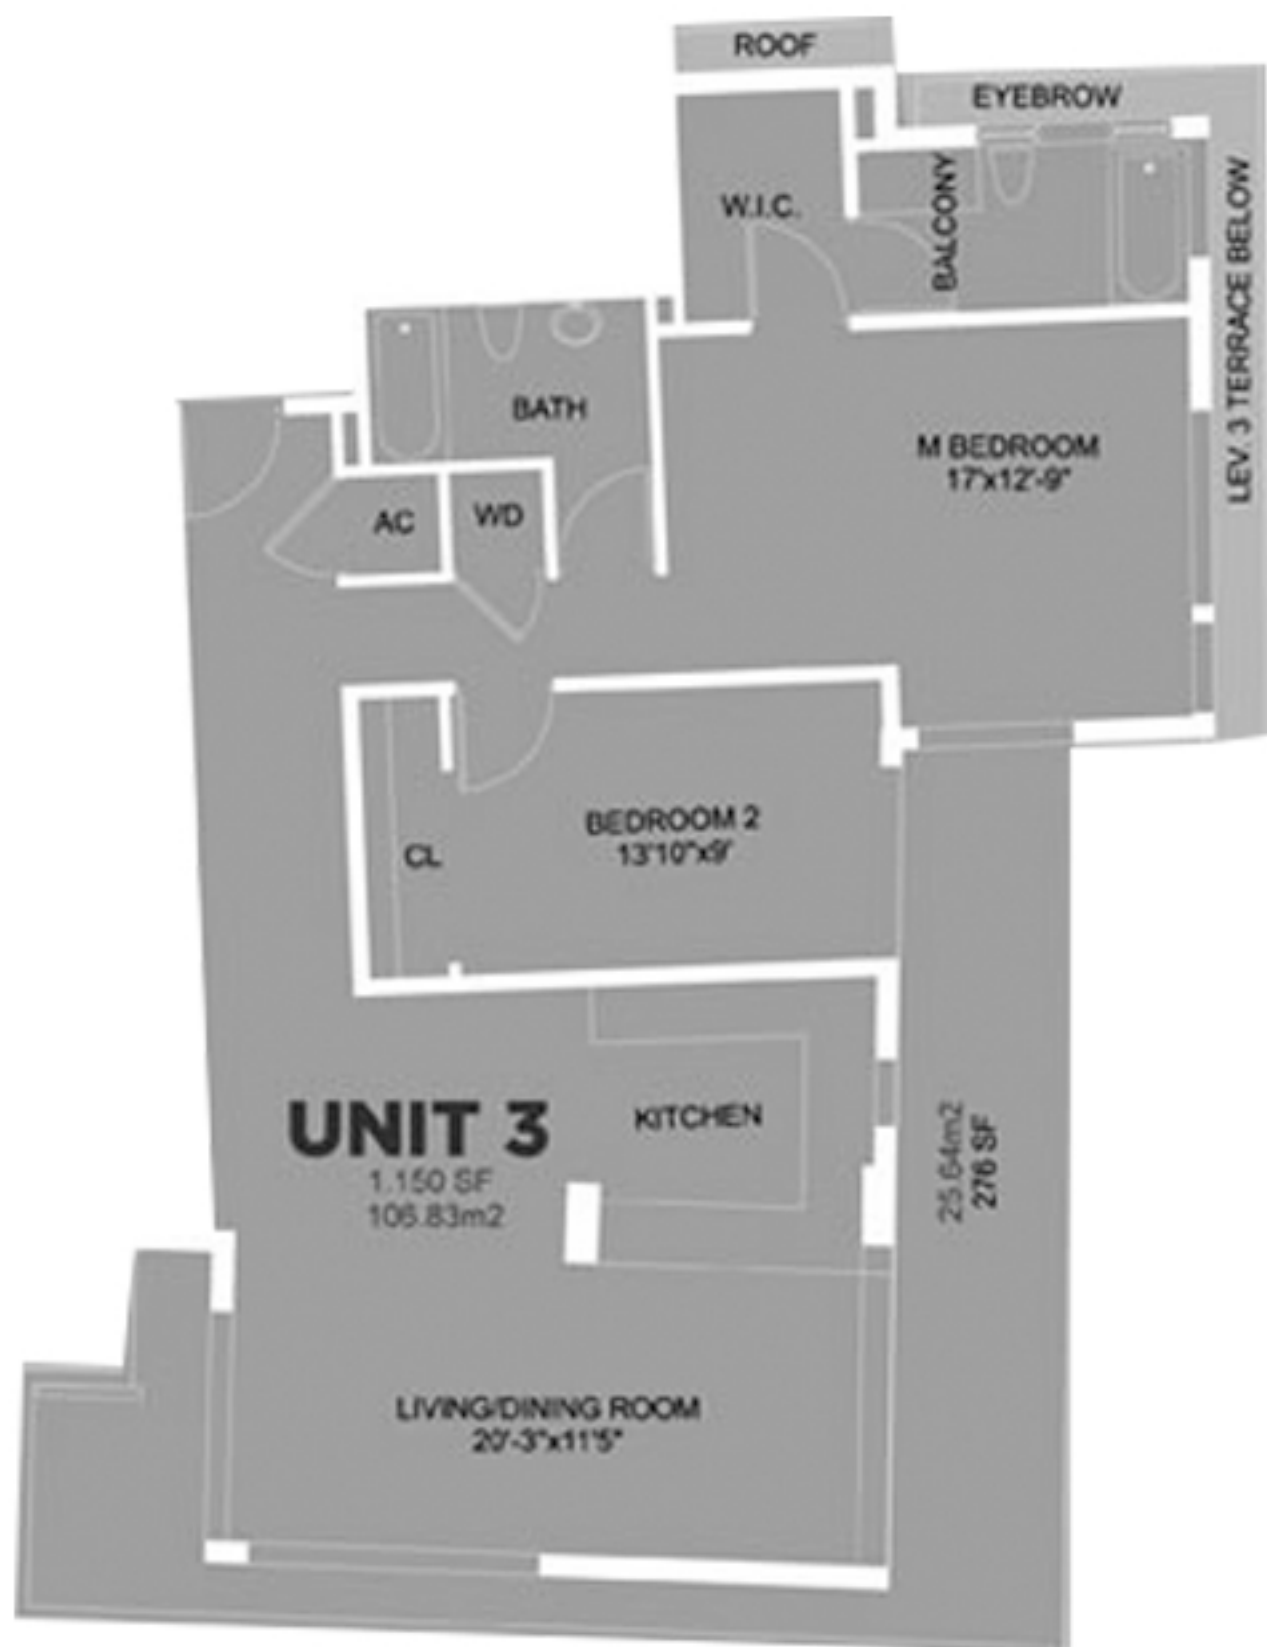 ROOF
EYEBROW
W.I.C.
BALCONY
LEV. 3 TERRACE BELOW
BATH
M BEDROOM
17'x12'-9"
AC
WD
BEDROOM 2
13'10"x9'
CL
UNIT 3
1.150 SF
106.83m2
KITCHEN
25.64m2
276 SF
LIVING/DINING ROOM
20'-3"x11'5"